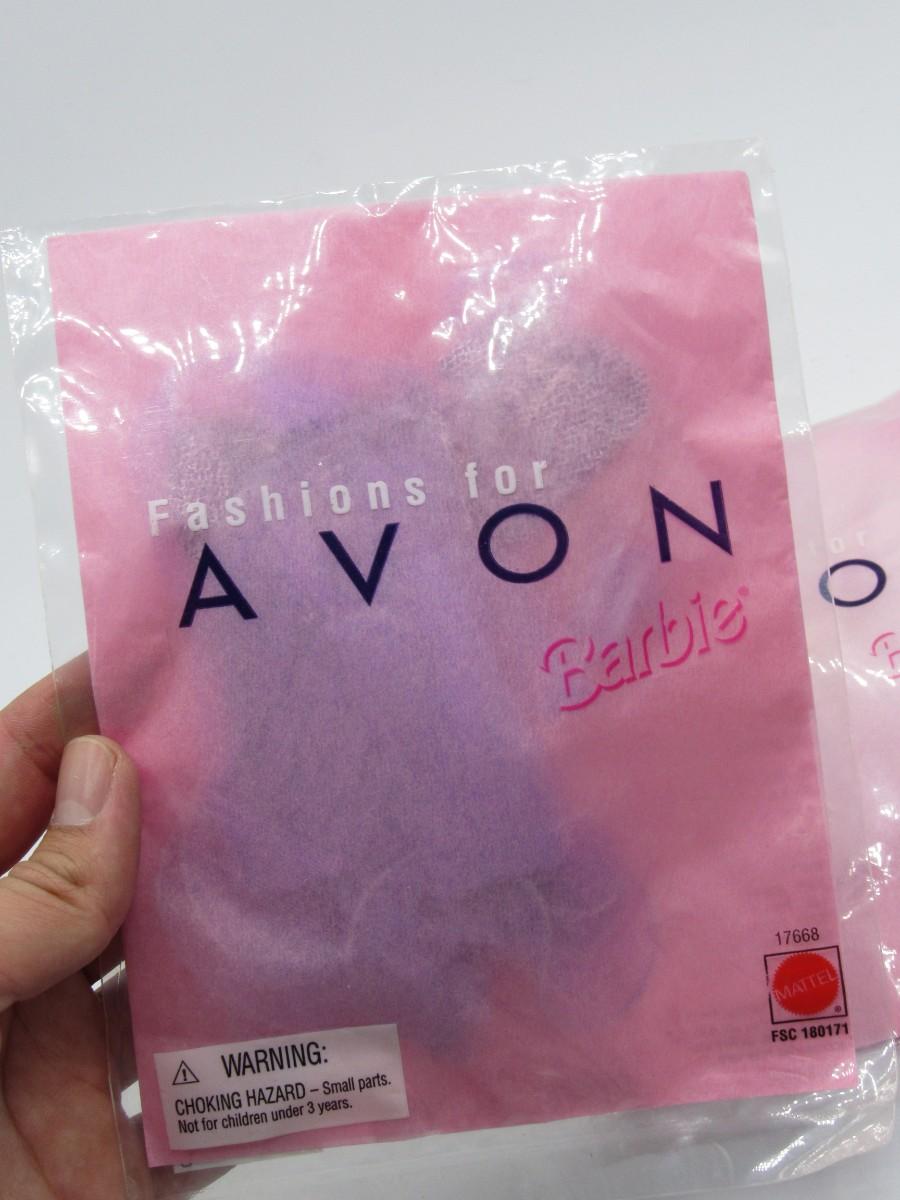 Fashions for
AVON
Barbie®
17668
MATTEL
®
FSC 180171
WARNING:
CHOKING HAZARD – Small parts.
Not for children under 3 years.
or
O
B